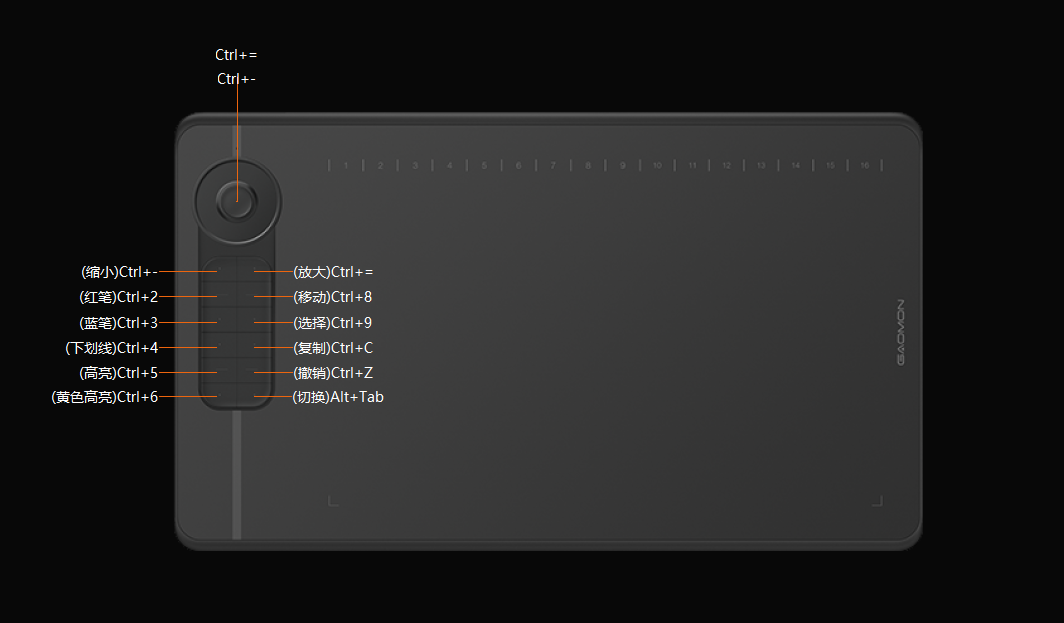 Ctrl+=
Ctrl+-
1 2 3 4 5 6 7 8 9 10 11 12 13 14 15 16
(缩小)Ctrl+- (放大)Ctrl+=
(红笔)Ctrl+2 (移动)Ctrl+8
(蓝笔)Ctrl+3 (选择)Ctrl+9
(下划线)Ctrl+4 (复制)Ctrl+C
(高亮)Ctrl+5 (撤销)Ctrl+Z
(黄色高亮)Ctrl+6 (切换)Alt+Tab
GAOMON